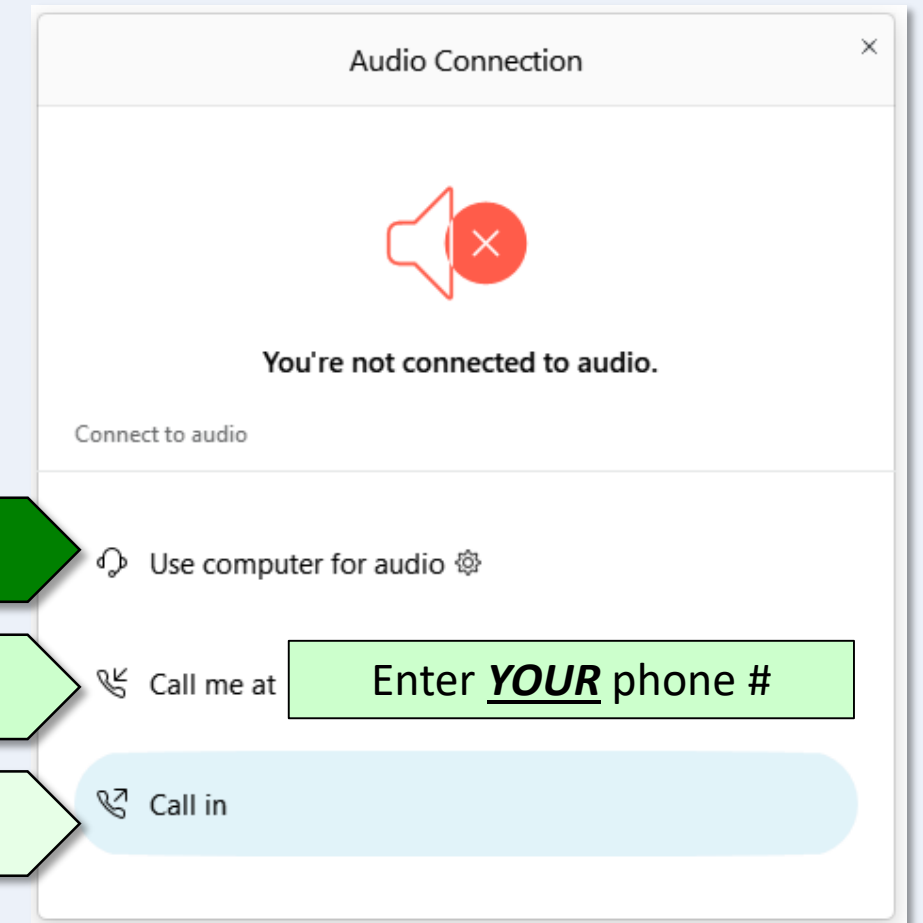 Audio Connection
You're not connected to audio.
Connect to audio
Use computer for audio
Call me at Enter YOUR phone #
Call in